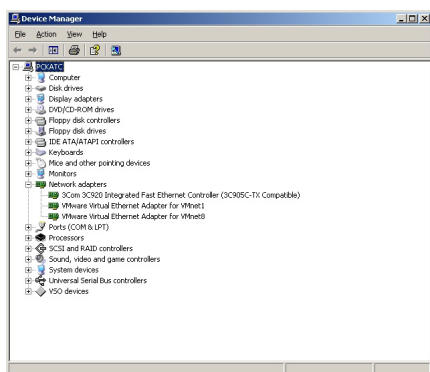 Device Manager
File Action View Help
PCKATC
Computer
Disk drives
Display adapters
DVD/CD-ROM drives
Floppy disk controllers
Floppy disk drives
IDE ATA/ATAPI controllers
Keyboards
Mice and other pointing devices
Monitors
Network adapters
3Com 3C920 Integrated Fast Ethernet Controller (3C905C-TX Compatible)
VMware Virtual Ethernet Adapter for VMnet1
VMware Virtual Ethernet Adapter for VMnet8
Ports (COM & LPT)
Processors
SCSI and RAID controllers
Sound, video and game controllers
System devices
Universal Serial Bus controllers
VSO devices